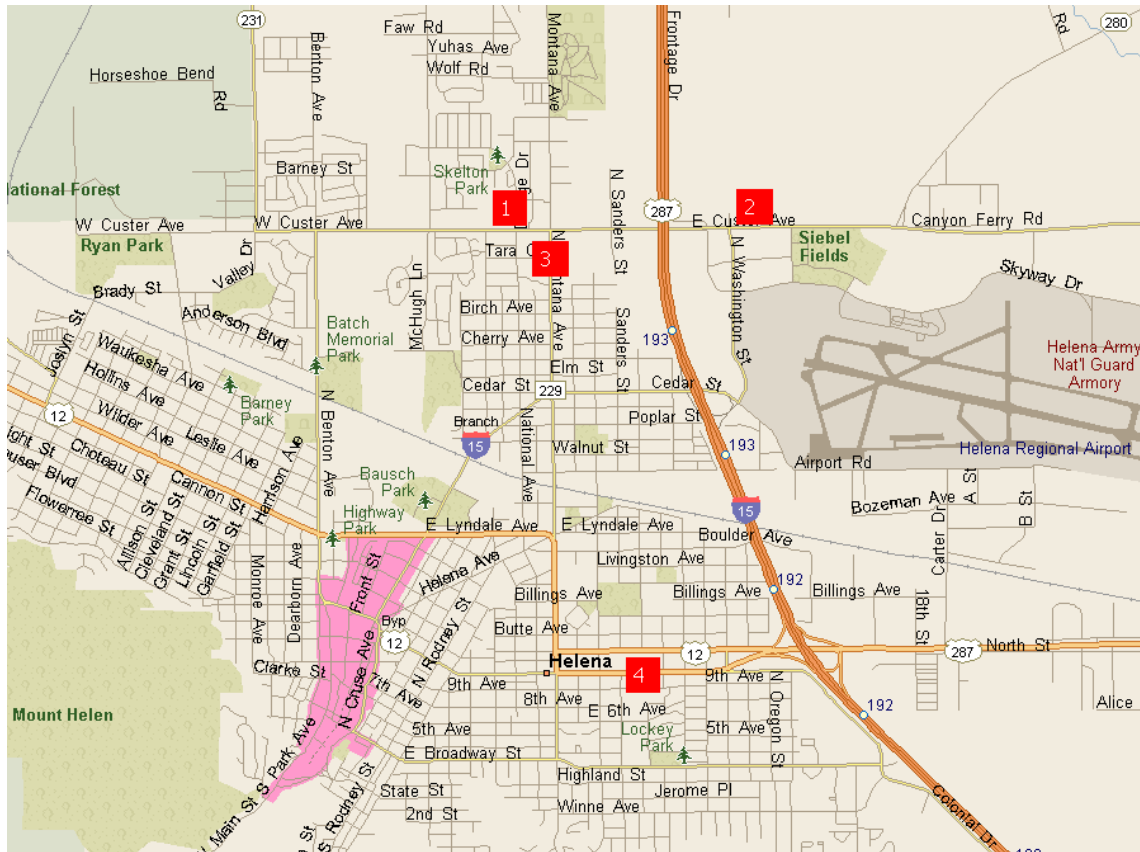 Faw Rd
231
Benton Ave
Montana Ave
Frontage Dr
Rd
280
Yuhas Ave
Wolf Rd
Horseshoe Bend
Rd
Skelton
Park
Barney St
N Sanders St
National Forest
1
2
287
E Custer Ave
Canyon Ferry Rd
W Custer Ave
W Custer Ave
Ryan Park
Valley Dr
Tara
3
Siebel
Fields
Skyway Dr
Brady St
McHugh Ln
Montana Ave
N Washington St
Anderson Blvd
Birch Ave
Sanders St
Batch
Memorial
Park
Joslyn St
Cherry Ave
193
Waukesha Ave
Helena Army
Nat'l Guard
Armory
Elm St
Hollins Ave
Barney
Park
Cedar St
229
Cedar St
12
Wilder Ave
N Benton Ave
Branch
National Ave
Poplar St
Leslie Ave
15
Walnut St
193
Helena Regional Airport
Choteau St
Airport Rd
Cannon St
Harrison Ave
Bausch
Park
A St
Bozeman Ave
B St
Flowerree St
Highway
Park
15
E Lyndale Ave
E Lyndale Ave
Boulder Ave
Carter Dr
Allison St
Cleveland St
Grant St
Lincoln St
Garfield St
Monroe Ave
Dearborn Ave
Front St
Helena Ave
Livingston Ave
192
Billings Ave
Billings Ave
Billings Ave
18th St
Byp
12
Butte Ave
N Rodney St
12
North St
287
Helena
Clarke St
N Cruse Ave
7th Ave
9th Ave
4
9th Ave
8th Ave
N Oregon St
Alice
Mount Helen
E 6th Ave
5th Ave
5th Ave
192
Lockey
Park
S Park Ave
E Broadway St
Highland St
State St
Jerome Pl
Main St
S Rodney St
2nd St
Winne Ave
Colonial Dr
St